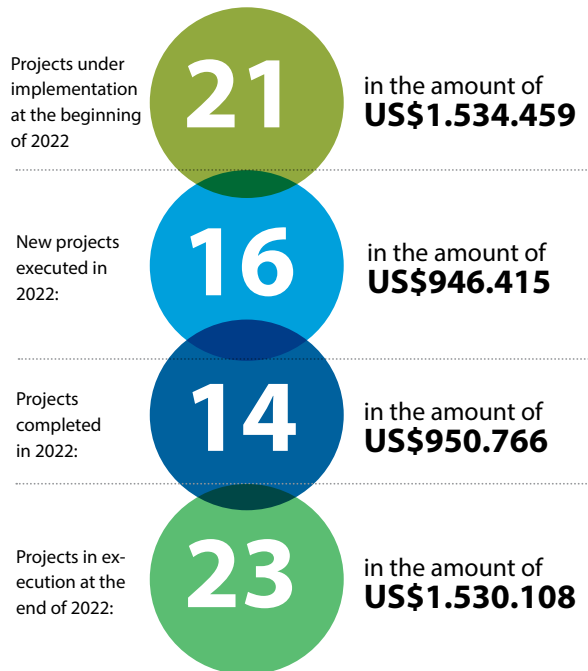 Projects under
implementation
at the beginning
of 2022
21
in the amount of
US$1.534.459
New projects
executed in
2022:
16
in the amount of
US$946.415
Projects
completed
in 2022:
14
in the amount of
US$950.766
Projects in ex-
ecution at the
end of 2022:
23
in the amount of
US$1.530.108